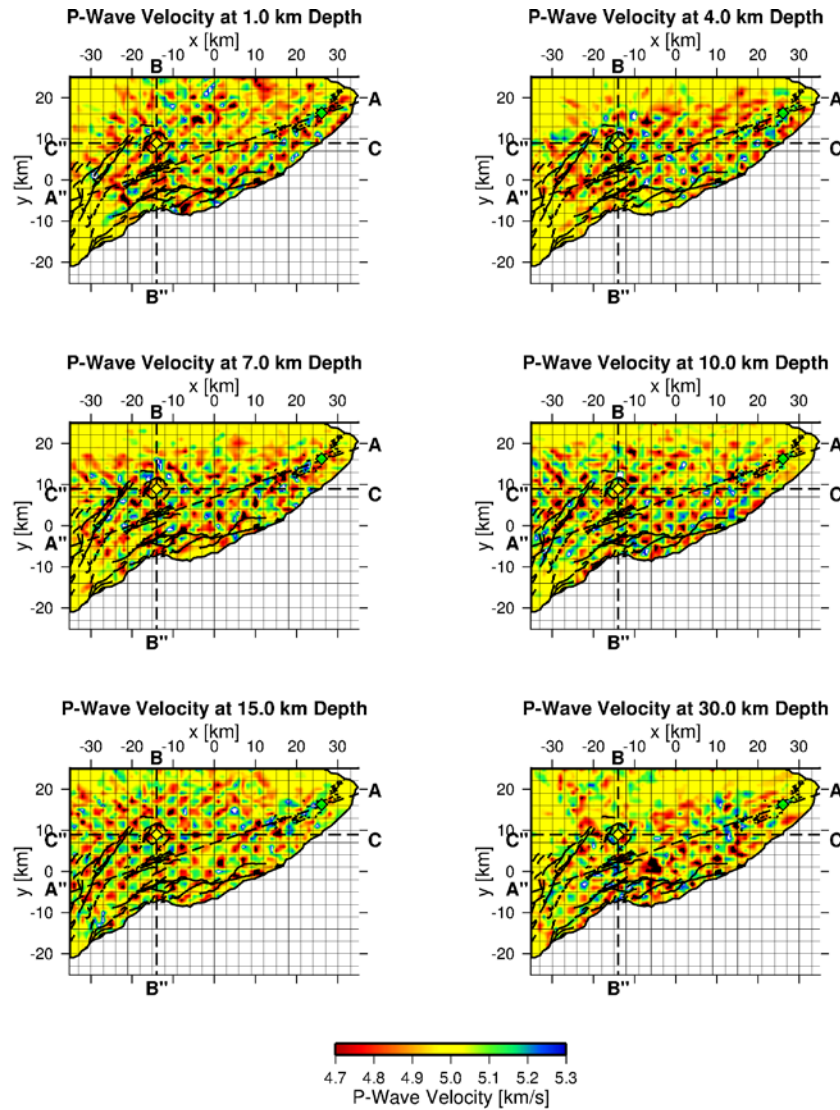 P-Wave Velocity at 1.0 km Depth
x [km]
-30 -20 -10 0 10 20 30
B
20
10
0
-10
-20
y [km]
A
C
C"
A"
B"
P-Wave Velocity at 4.0 km Depth
x [km]
-30 -20 -10 0 10 20 30
B
20
10
0
-10
-20
y [km]
A
C
C"
A"
B"
P-Wave Velocity at 7.0 km Depth
x [km]
-30 -20 -10 0 10 20 30
B
20
10
0
-10
-20
y [km]
A
C
C"
A"
B"
P-Wave Velocity at 10.0 km Depth
x [km]
-30 -20 -10 0 10 20 30
B
20
10
0
-10
-20
y [km]
A
C
C"
A"
B"
P-Wave Velocity at 15.0 km Depth
x [km]
-30 -20 -10 0 10 20 30
B
20
10
0
-10
-20
y [km]
A
C
C"
A"
B"
P-Wave Velocity at 30.0 km Depth
x [km]
-30 -20 -10 0 10 20 30
B
20
10
0
-10
-20
y [km]
A
C
C"
A"
B"
4.7 4.8 4.9 5.0 5.1 5.2 5.3
P-Wave Velocity [km/s]